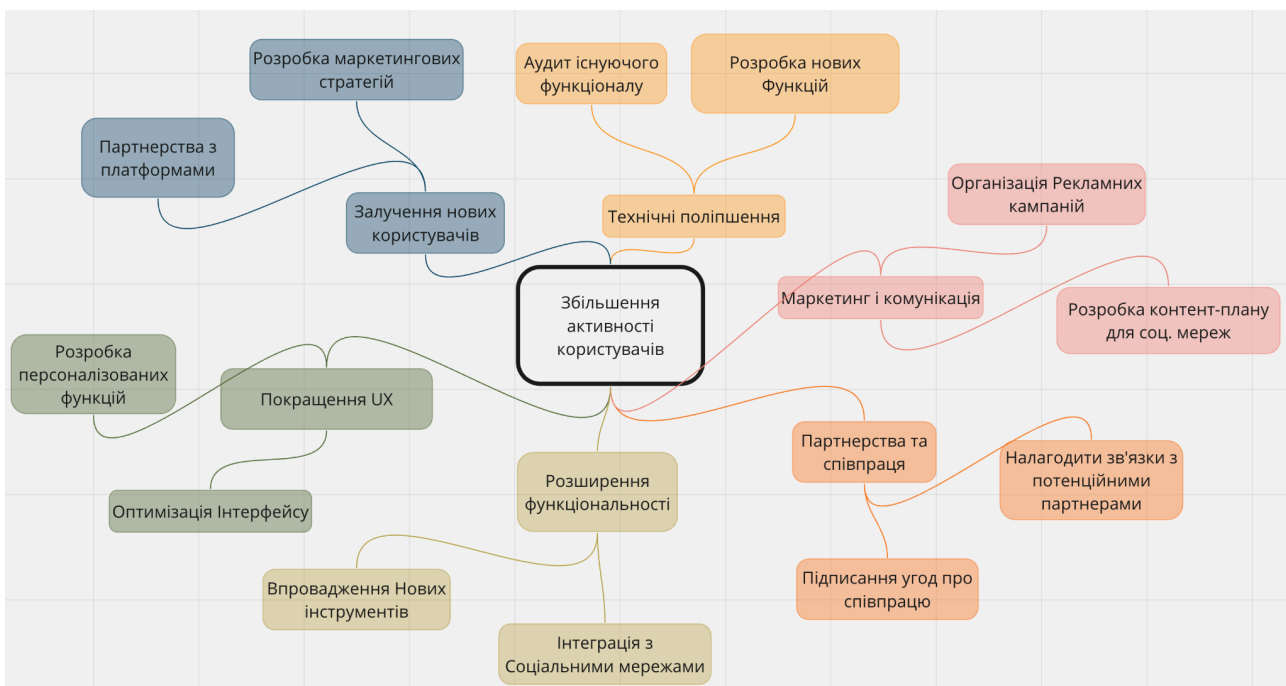 Розробка маркетингових
стратегій
Аудит існуючого
функціоналу
Розробка нових
Функцій
Партнерства з
платформами
Залучення нових
користувачів
Технічні поліпшення
Організація Рекламних
кампаній
Збільшення
активності
користувачів
Маркетинг і комунікація
Розробка контент-плану
для соц. мереж
Розробка
персоналізованих
функцій
Покращення UX
Партнерства та
співпраця
Налагодити зв'язки з
потенційними
партнерами
Оптимізація Інтерфейсу
Розширення
функціональності
Впровадження Нових
інструментів
Підписання угод про
співпрацю
Інтеграція з
Соціальними мережами